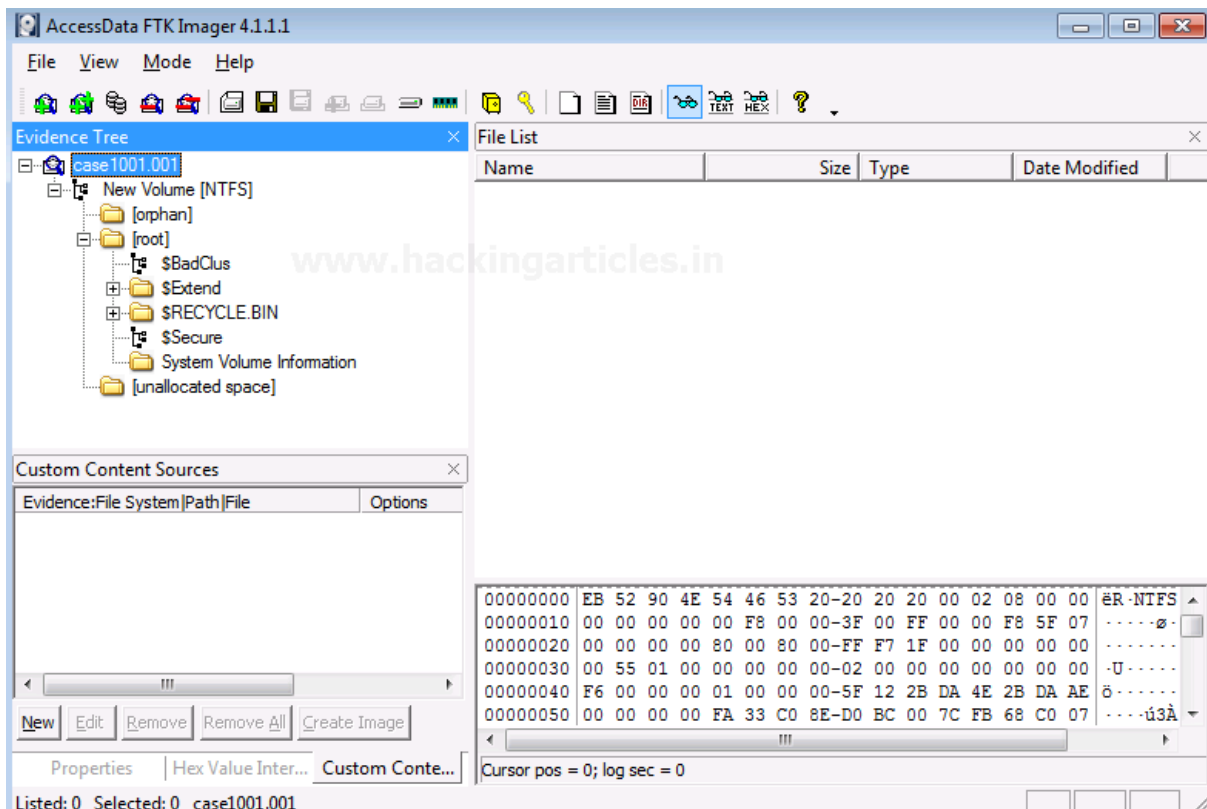 AccessData FTK Imager 4.1.1.1
File View Mode Help
TEXT HEX
DIR
Evidence Tree
File List
case1001.001
Name Size Type Date Modified
New Volume [NTFS]
[orphan]
[root]
$BadClus
$Extend
$RECYCLE.BIN
$Secure
System Volume Information
[unallocated space]
www.hackingarticles.in
Custom Content Sources
Evidence:File System|Path|File Options
New Edit Remove Remove All Create Image
Properties Hex Value Inter... Custom Conte...
00000000 EB 52 90 4E 54 46 53 20-20 20 20 00 02 08 00 00 ëR·NTFS
00000010 00 00 00 00 00 F8 00 00-3F 00 FF 00 00 F8 5F 07 ·····ø·
00000020 00 00 00 00 80 00 80 00-FF F7 1F 00 00 00 00 00 ·······
00000030 00 55 01 00 00 00 00 00-02 00 00 00 00 00 00 00 ·U·····
00000040 F6 00 00 00 01 00 00 00-5F 12 2B DA 4E 2B DA AE ö······
00000050 00 00 00 00 FA 33 C0 8E-D0 BC 00 7C FB 68 C0 07 ····ú3À
Cursor pos = 0; log sec = 0
Listed: 0 Selected: 0 case1001.001